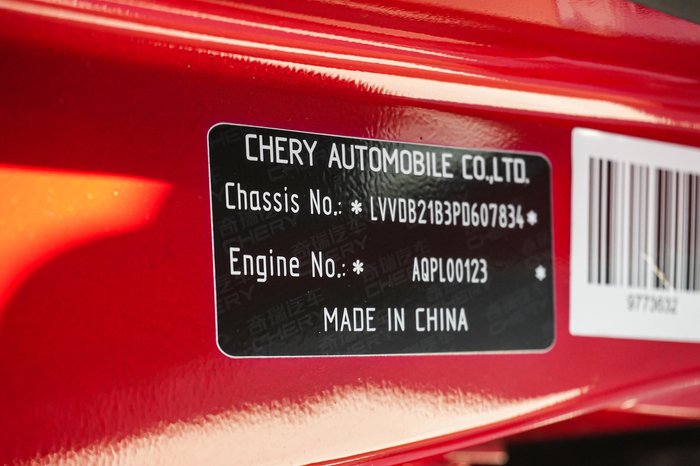 CHERY AUTOMOBILE CO.,LTD.
Chassis No.: * LVVDB21B3PD607834*
Engine No.: * AQPL00123 *
MADE IN CHINA
9773632